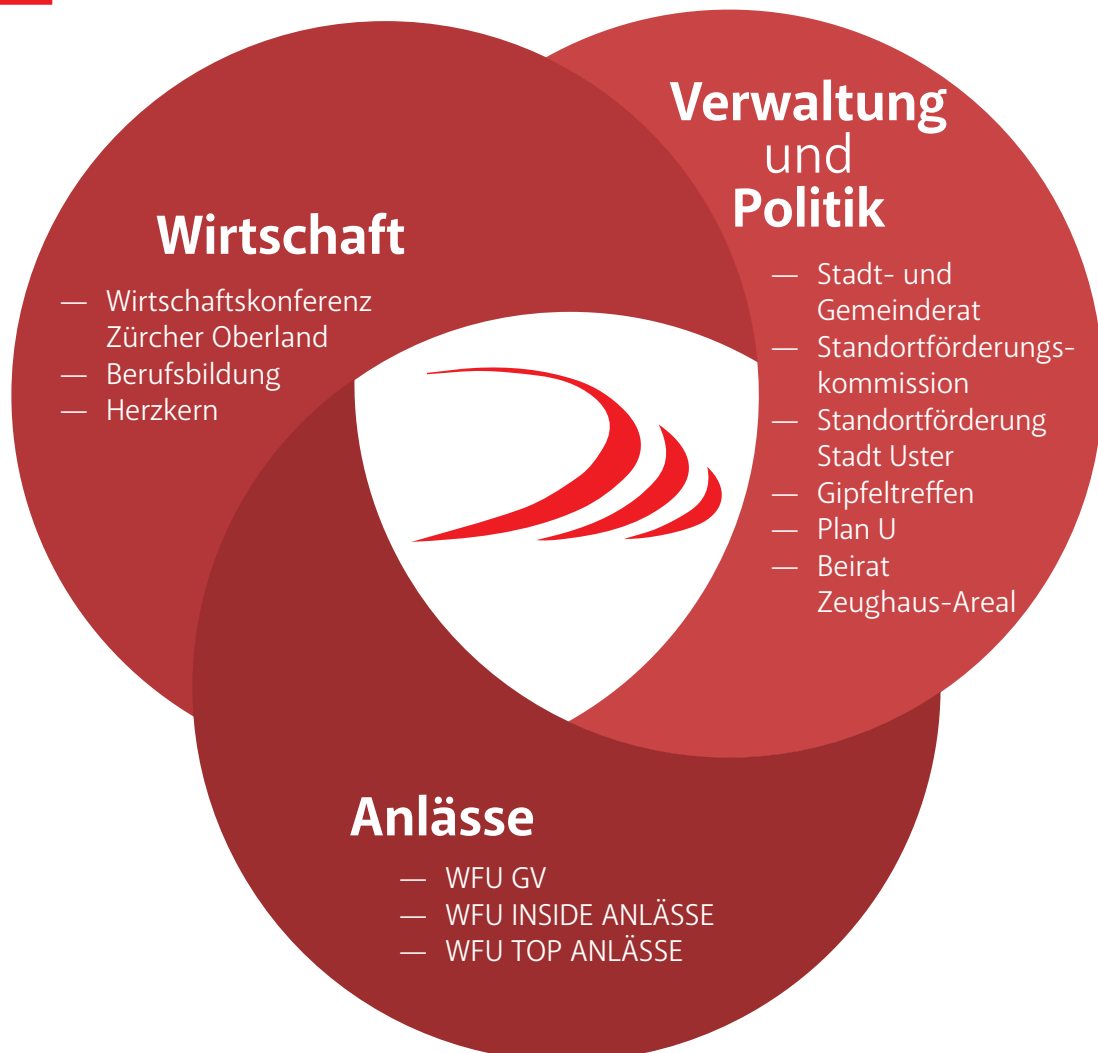 Wirtschaft
— Wirtschaftskonferenz
Zürcher Oberland
— Berufsbildung
— Herzkern
Verwaltung
und
Politik
— Stadt- und
Gemeinderat
— Standortförderungs-
kommission
— Standortförderung
Stadt Uster
— Gipfeltreffen
— Plan U
— Beirat
Zeughaus-Areal
Anlässe
— WFU GV
— WFU INSIDE ANLÄSSE
— WFU TOP ANLÄSSE